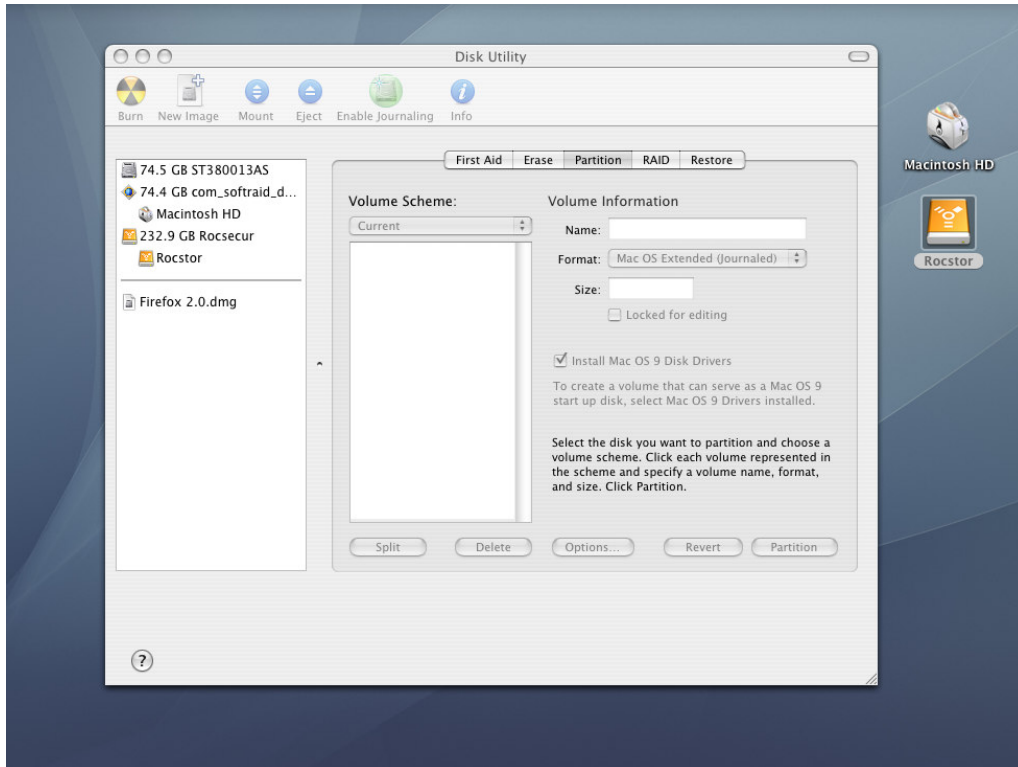 Disk Utility
Burn New Image Mount Eject Enable Journaling Info
First Aid Erase Partition RAID Restore
74.5 GB ST380013AS
74.4 GB com_softraid_d...
Macintosh HD
232.9 GB Rocsecur
Rocstor
Firefox 2.0.dmg
Volume Scheme:
Current
Volume Information
Name:
Format: Mac OS Extended (Journaled)
Size:
Locked for editing
Install Mac OS 9 Disk Drivers
To create a volume that can serve as a Mac OS 9
start up disk, select Mac OS 9 Drivers installed.
Select the disk you want to partition and choose a
volume scheme. Click each volume represented in
the scheme and specify a volume name, format,
and size. Click Partition.
Split Delete Options... Revert Partition
?
Macintosh HD
Rocstor